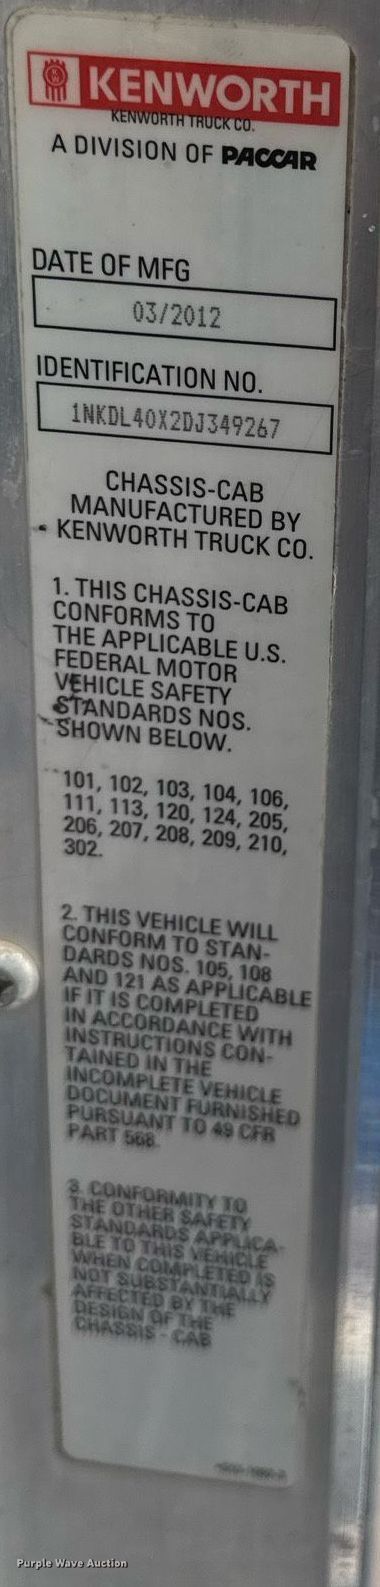 KENWORTH
KENWORTH TRUCK CO.
A DIVISION OF PACCAR
DATE OF MFG
03/2012
IDENTIFICATION NO.
1NKDL40X2DJ349267
CHASSIS-CAB
MANUFACTURED BY
KENWORTH TRUCK CO.
1. THIS CHASSIS-CAB
CONFORMS TO
THE APPLICABLE U.S.
FEDERAL MOTOR
VEHICLE SAFETY
STANDARDS NOS.
SHOWN BELOW.
101, 102, 103, 104, 106,
111, 113, 120, 124, 205,
206, 207, 208, 209, 210,
302.
2. THIS VEHICLE WILL
CONFORM TO STAN-
DARDS NOS. 105, 108
AND 121 AS APPLICABLE
IF IT IS COMPLETED
IN ACCORDANCE WITH
INSTRUCTIONS CON-
TAINED IN THE
INCOMPLETE VEHICLE
DOCUMENT FURNISHED
PURSUANT TO 49 CFR
PART 568.
3. CONFORMITY TO
THE OTHER SAFETY
STANDARDS APPLICA-
BLE TO THIS VEHICLE
WHEN COMPLETED IS
NOT SUBSTANTIALLY
AFFECTED BY THE
DESIGN OF THE
CHASSIS - CAB
Purple Wave Auction